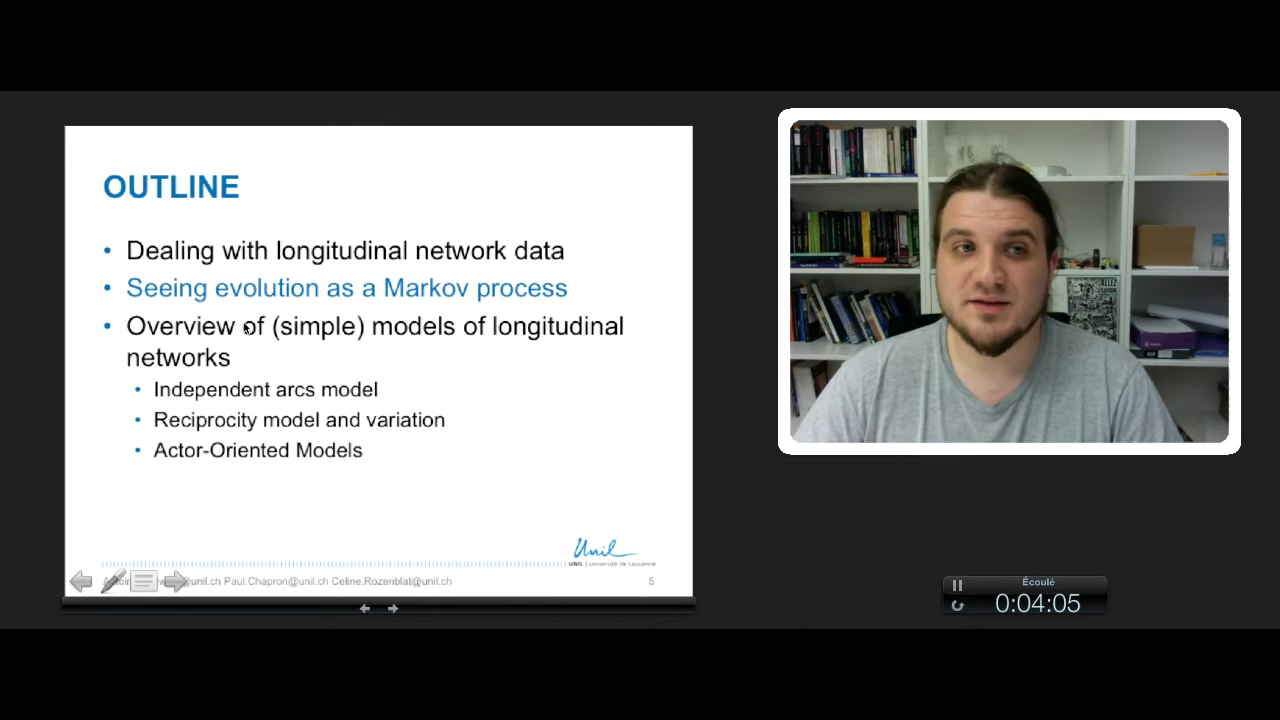 OUTLINE
• Dealing with longitudinal network data
• Seeing evolution as a Markov process
• Overview of (simple) models of longitudinal
networks
• Independent arcs model
• Reciprocity model and variation
• Actor-Oriented Models
Unil
UNIL | Université de Lausanne
@unil.ch Paul.Chapron@unil.ch Celine.Rozenblat@unil.ch
5
ALLEZ
SAVOIR
Écoulé
0:04:05